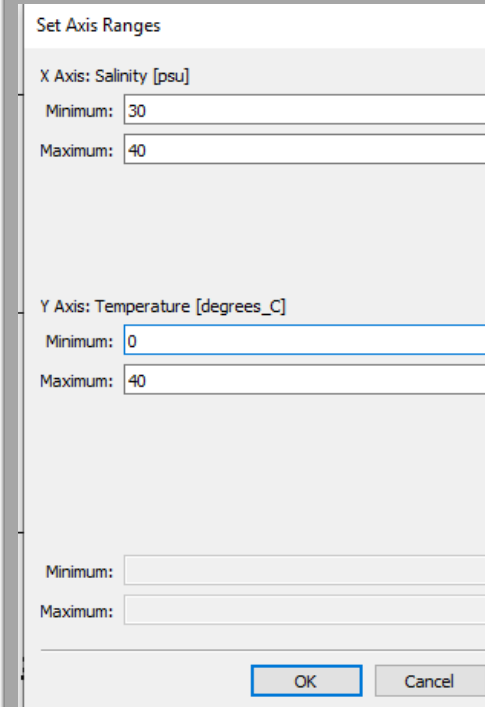 Set Axis Ranges
X Axis: Salinity [psu]
Minimum: 30
Maximum: 40
Y Axis: Temperature [degrees_C]
Minimum: 0
Maximum: 40
Minimum:
Maximum:
OK Cancel